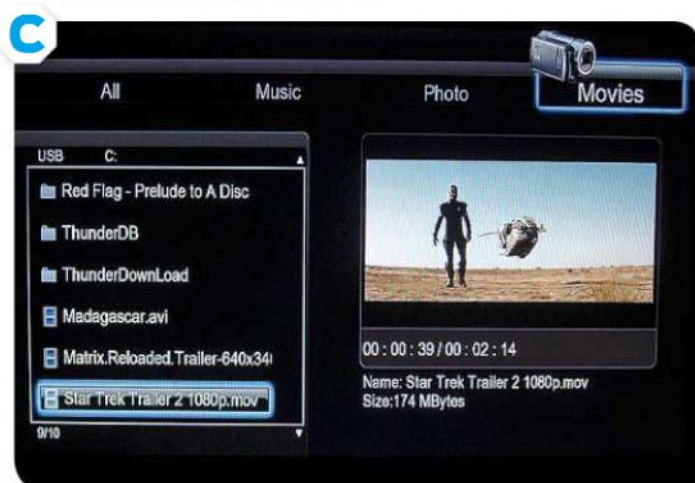 C
All Music Photo Movies
USB C:
Red Flag - Prelude to A Disc
ThunderDB
ThunderDownLoad
Madagascar.avi
Matrix.Reloaded.Trailer-640x34
Star Trek Trailer 2 1080p.mov
9/10
00 : 00 : 39 / 00 : 02 : 14
Name: Star Trek Trailer 2 1080p.mov
Size:174 MBytes